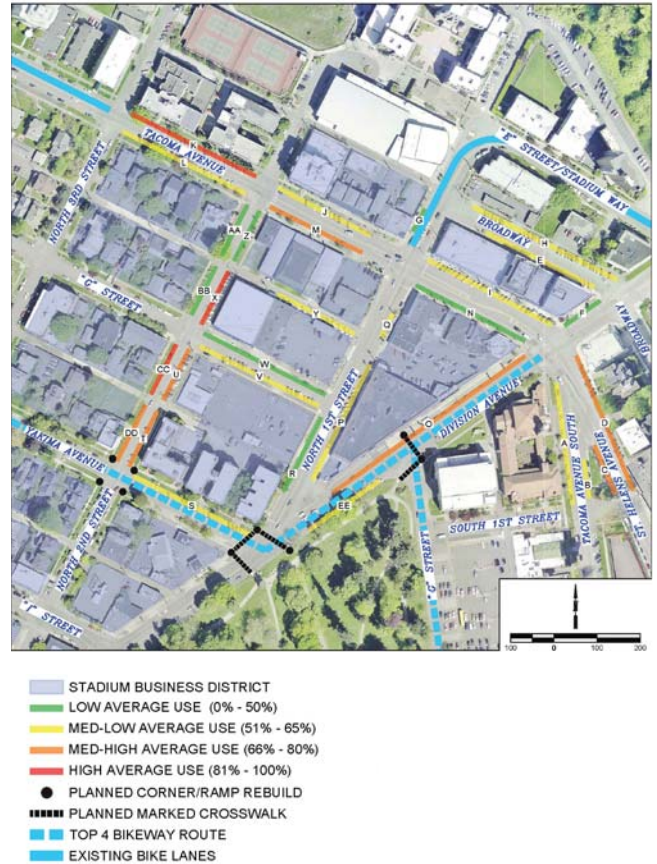 TACOMA AVENUE
K
L
"E" STREET/STADIUM WAY
NORTH 3RD STREET
J
G
AA
Z
M
BROADWAY
H
E
"G" STREET
BB
X
I
F
BROADWAY
Y
Q
N
W
V
CC
U
NORTH 1ST STREET
P
O
DIVISION AVENUE
D
A
C
B
TACOMA AVENUE SOUTH
ST. HELENS AVENUE
YAKIMA AVENUE
DD
T
R
S
EE
NORTH 2ND STREET
SOUTH 1ST STREET
"G" STREET
"I" STREET
100 0 100 200
STADIUM BUSINESS DISTRICT
LOW AVERAGE USE (0% - 50%)
MED-LOW AVERAGE USE (51% - 65%)
MED-HIGH AVERAGE USE (66% - 80%)
HIGH AVERAGE USE (81% - 100%)
PLANNED CORNER/RAMP REBUILD
PLANNED MARKED CROSSWALK
TOP 4 BIKEWAY ROUTE
EXISTING BIKE LANES